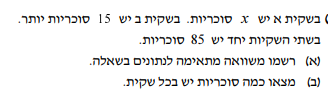 בשקית א יש x סוכריות. בשקית ב יש 15 סוכריות יותר.
בשתי השקיות יחד יש 85 סוכריות.
(א) רשמו משוואה מתאימה לנתונים בשאלה.
(ב) מצאו כמה סוכריות יש בכל שקית.